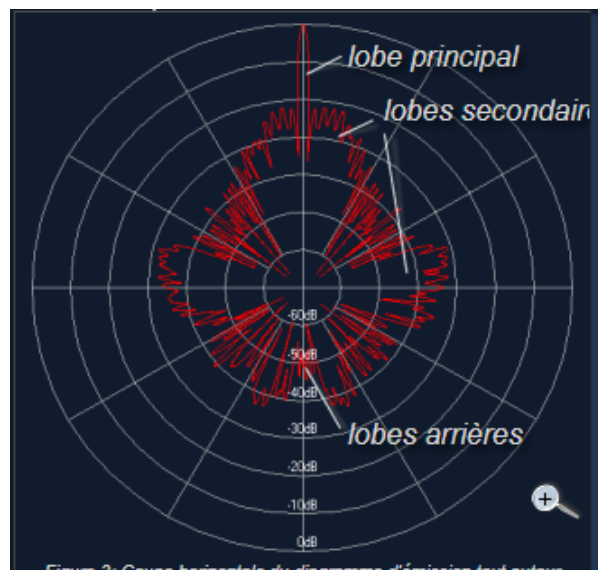 lobe principal
lobes secondair
-60dB
-50dB
-40dB
lobes arrières
-30dB
-20dB
-10dB
0dB